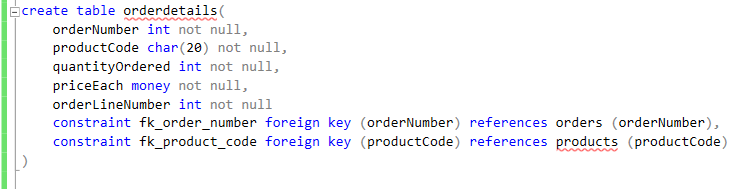 create table orderdetails(
    orderNumber int not null,
    productCode char(20) not null,
    quantityOrdered int not null,
    priceEach money not null,
    orderLineNumber int not null
    constraint fk_order_number foreign key (orderNumber) references orders (orderNumber),
    constraint fk_product_code foreign key (productCode) references products (productCode)
)